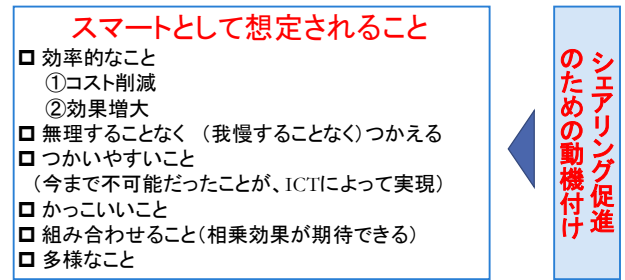 スマートとして想定されること
◻ 効率的なこと
①コスト削減
②効果増大
◻ 無理することなく （我慢することなく）つかえる
◻ つかいやすいこと
（今まで不可能だったことが、ICTによって実現）
◻ かっこいいこと
◻ 組み合わせること（相乗効果が期待できる）
◻ 多様なこと
シェアリング促進
のための動機付け